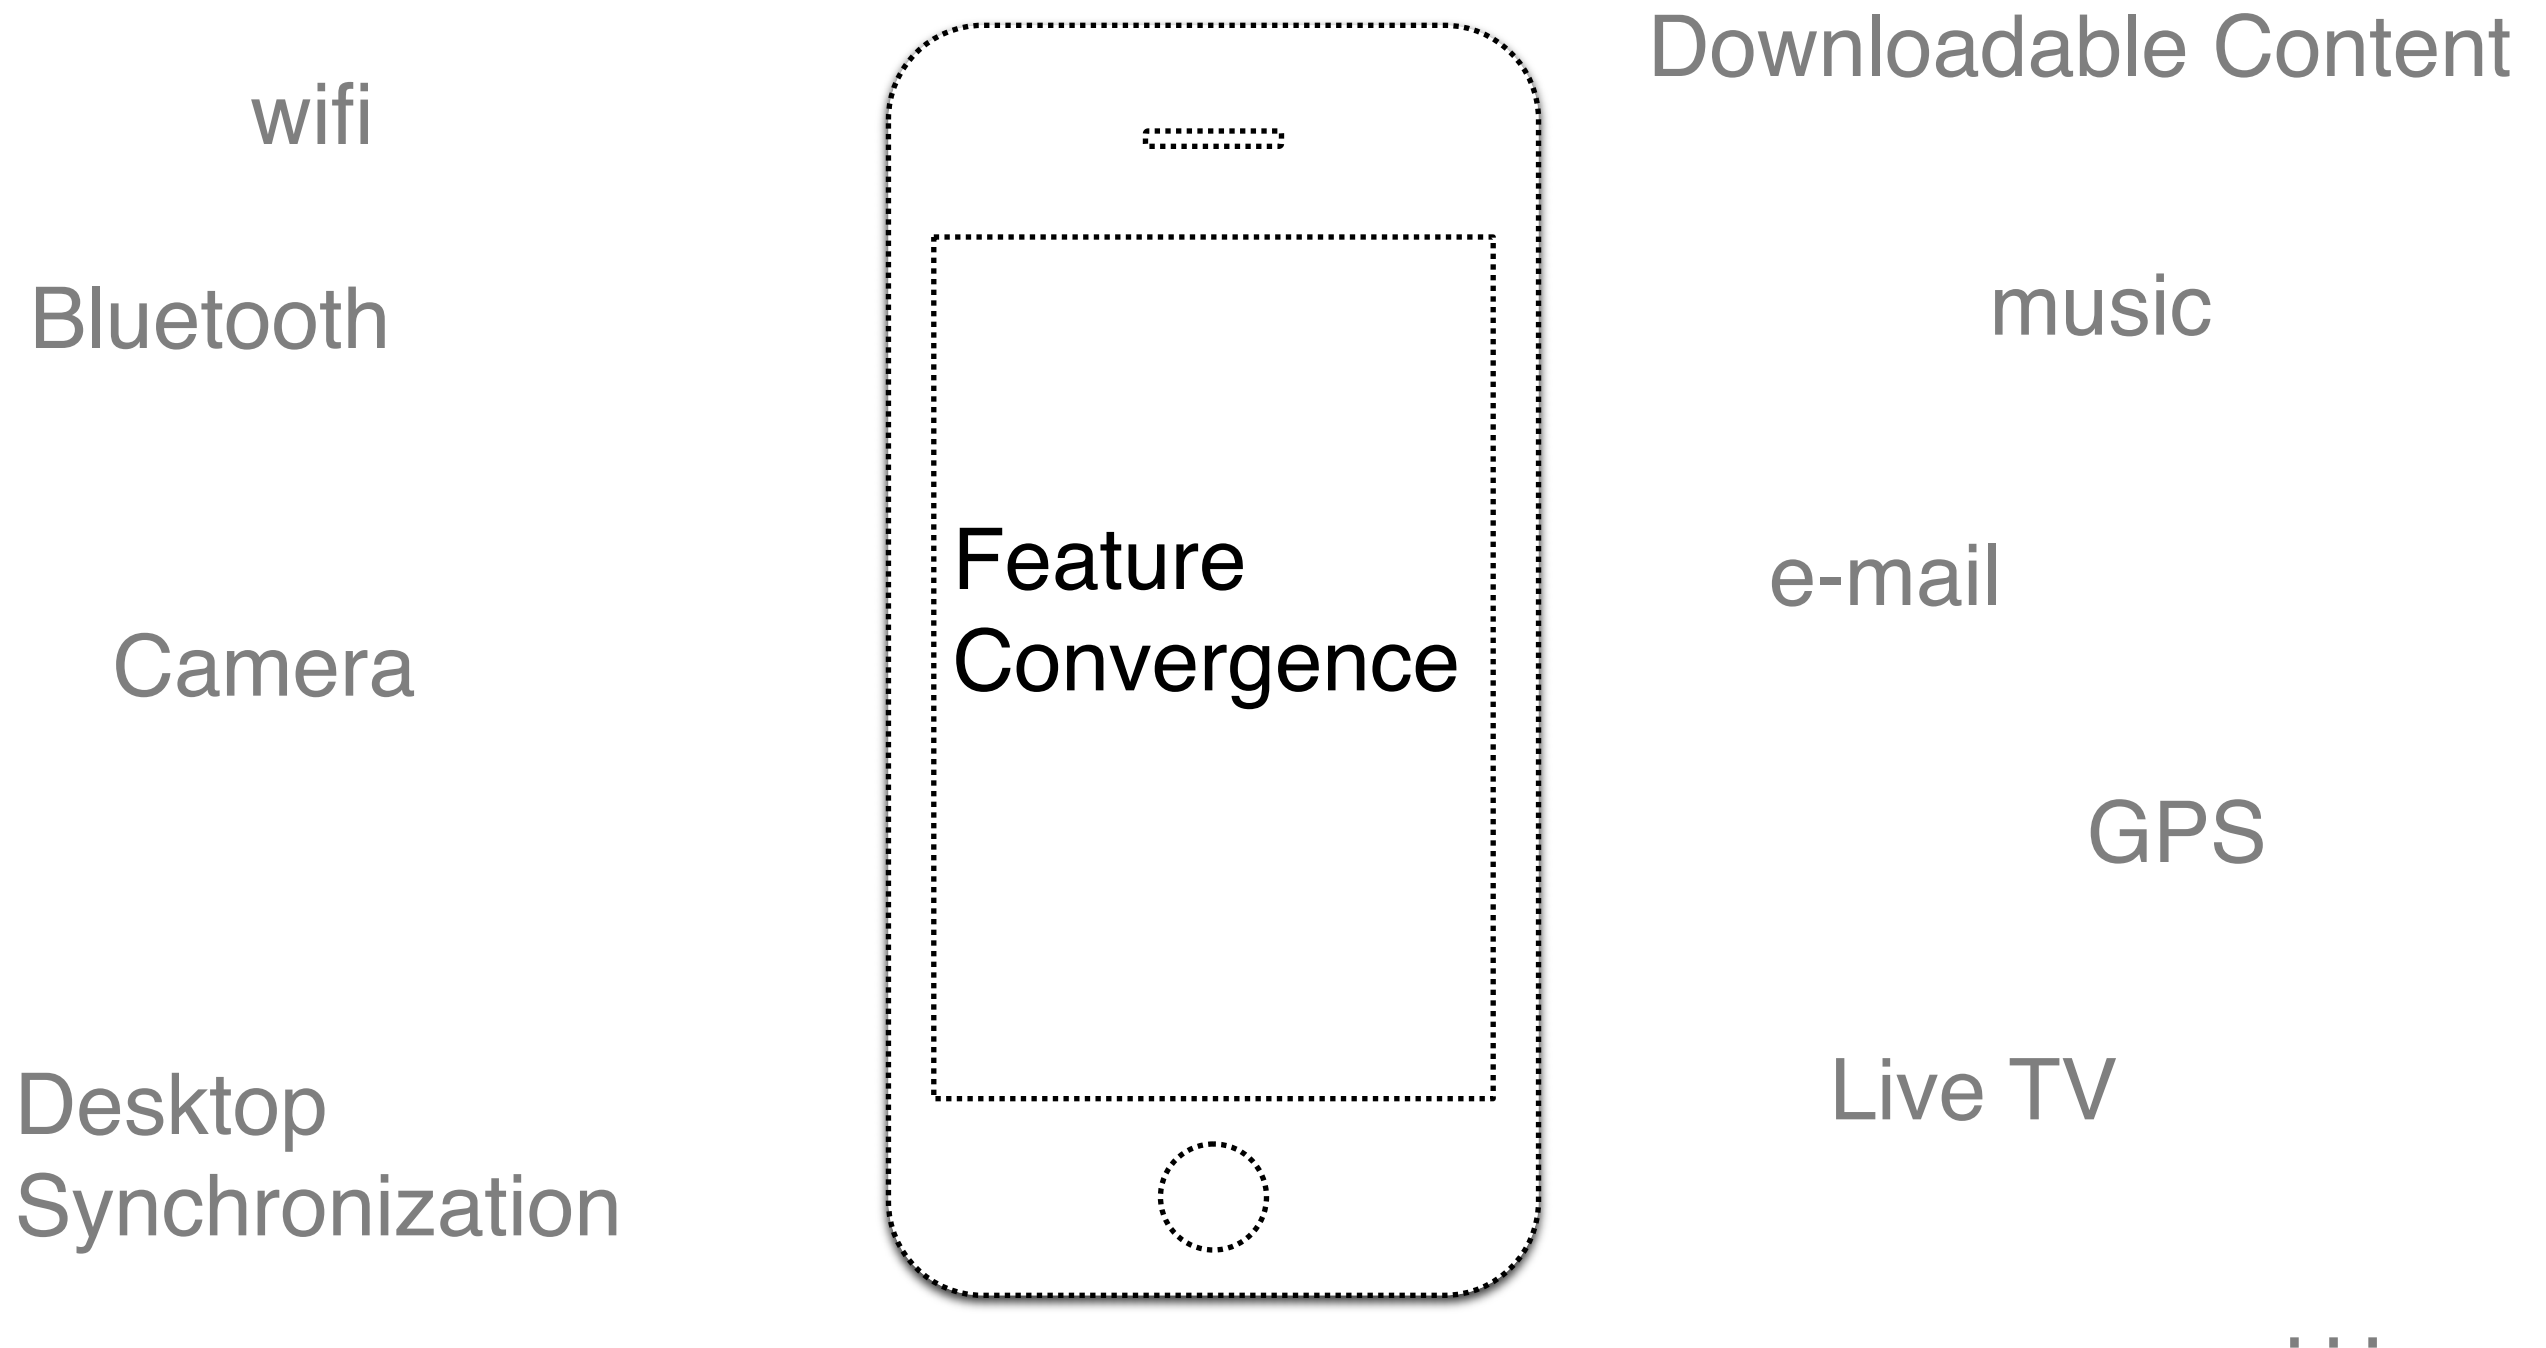 wifi
Bluetooth
Camera
Desktop
Synchronization
Feature
Convergence
Downloadable Content
music
e-mail
GPS
Live TV
...